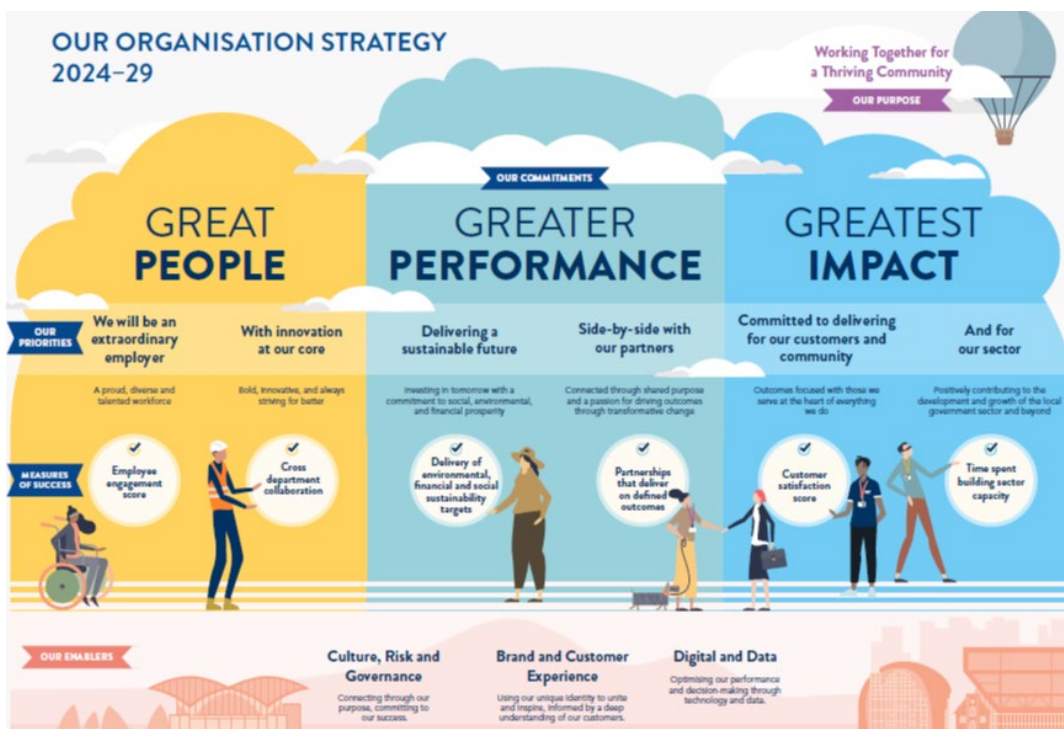 OUR ORGANISATION STRATEGY
2024–29
Working Together for
a Thriving Community
OUR PURPOSE
OUR COMMITMENTS
GREAT
PEOPLE
GREATER
PERFORMANCE
GREATEST
IMPACT
OUR
PRIORITIES
We will be an
extraordinary
employer
A proud, diverse and
talented workforce
With innovation
at our core
Bold, innovative, and always
striving for better
Delivering a
sustainable future
Investing in tomorrow with a
commitment to social, environmental,
and financial prosperity
Side-by-side with
our partners
Connected through shared purpose
and a passion for driving outcomes
through transformative change
Committed to delivering
for our customers and
community
Outcomes focused with those we
serve at the heart of everything
we do
And for
our sector
Positively contributing to the
development and growth of the local
government sector and beyond
MEASURES
OF SUCCESS
Employee
engagement
score
Cross
department
collaboration
Delivery of
environmental,
financial and social
sustainability
targets
Partnerships
that deliver
on defined
outcomes
Customer
satisfaction
score
Time spent
building sector
capacity
OUR ENABLERS
Culture, Risk and
Governance
Connecting through our
purpose, committing to
our success.
Brand and Customer
Experience
Using our unique identity to unite
and inspire, informed by a deep
understanding of our customers.
Digital and Data
Optimising our performance
and decision-making through
technology and data.